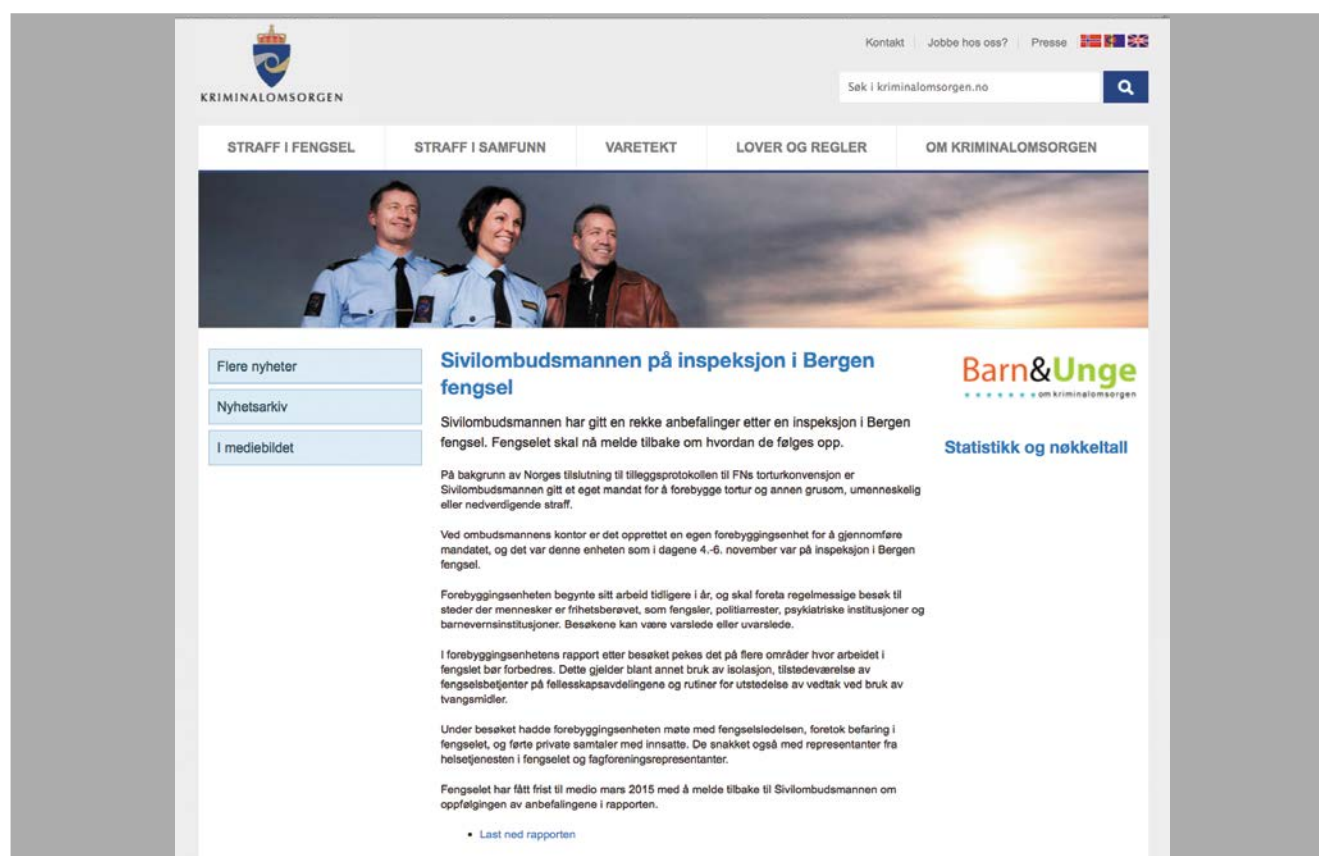 Kontakt Jobbe hos oss? Presse
KRIMINALOMSORGEN
Søk i kriminalomsorgen.no
STRAFF I FENGSEL STRAFF I SAMFUNN VARETEKT LOVER OG REGLER OM KRIMINALOMSORGEN
Flere nyheter
Nyhetsarkiv
I mediebildet
Sivilombudsmannen på inspeksjon i Bergen
fengsel
Sivilombudsmannen har gitt en rekke anbefalinger etter en inspeksjon i Bergen
fengsel. Fengselet skal nå melde tilbake om hvordan de følges opp.
På bakgrunn av Norges tilslutning til tilleggsprotokollen til FNs torturkonvensjon er
Sivilombudsmannen gitt et eget mandat for å forebygge tortur og annen grusom, umenneskelig
eller nedverdigende straff.
Ved ombudsmannens kontor er det opprettet en egen forebyggingsenhet for å gjennomføre
mandatet, og det var denne enheten som i dagene 4.-6. november var på inspeksjon i Bergen
fengsel.
Forebyggingsenheten begynte sitt arbeid tidligere i år, og skal foreta regelmessige besøk til
steder der mennesker er frihetsberøvet, som fengsler, politiarrester, psykiatriske institusjoner og
barnevernsinstitusjoner. Besøkene kan være varslede eller uvarslede.
I forebyggingsenhetens rapport etter besøket pekes det på flere områder hvor arbeidet i
fengslet bør forbedres. Dette gjelder blant annet bruk av isolasjon, tilstedeværelse av
fengselsbetjenter på fellesskapsavdelingene og rutiner for utstedelse av vedtak ved bruk av
tvangsmidler.
Under besøket hadde forebyggingsenheten møte med fengselsledelsen, foretok befaring i
fengselet, og førte private samtaler med innsatte. De snakket også med representanter fra
helsetjenesten i fengselet og fagforeningsrepresentanter.
Fengselet har fått frist til medio mars 2015 med å melde tilbake til Sivilombudsmannen om
oppfølgingen av anbefalingene i rapporten.
• Last ned rapporten
Barn&Unge
om kriminalomsorgen
Statistikk og nøkkeltall